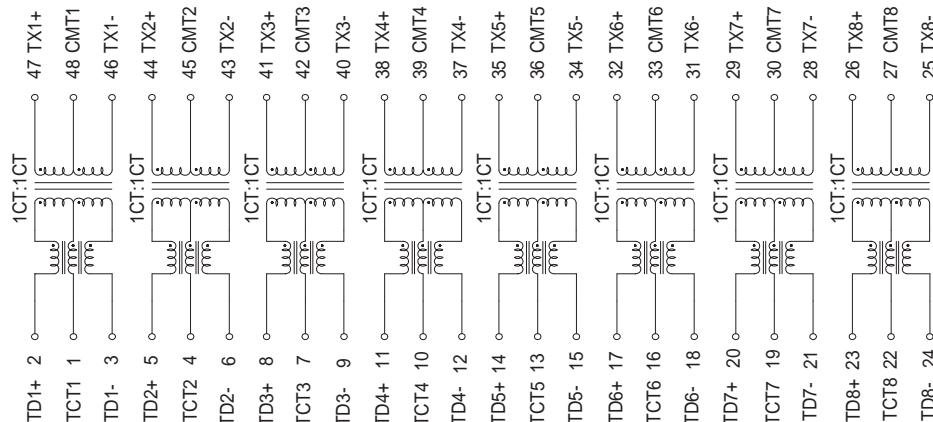 47 TX1+
48 CMT1
46 TX1-
44 TX2+
45 CMT2
43 TX2-
41 TX3+
42 CMT3
40 TX3-
38 TX4+
39 CMT4
37 TX4-
35 TX5+
36 CMT5
34 TX5-
32 TX6+
33 CMT6
31 TX6-
29 TX7+
30 CMT7
28 TX7-
26 TX8+
27 CMT8
25 TX8-
1CT:1CT
1CT:1CT
1CT:1CT
1CT:1CT
1CT:1CT
1CT:1CT
1CT:1CT
1CT:1CT
TD1+ 2
TCT1 1
TD1- 3
TD2+ 5
TCT2 4
TD2- 6
TD3+ 8
TCT3 7
TD3- 9
TD4+ 11
TCT4 10
TD4- 12
TD5+ 14
TCT5 13
TD5- 15
TD6+ 17
TCT6 16
TD6- 18
TD7+ 20
TCT7 19
TD7- 21
TD8+ 23
TCT8 22
TD8- 24